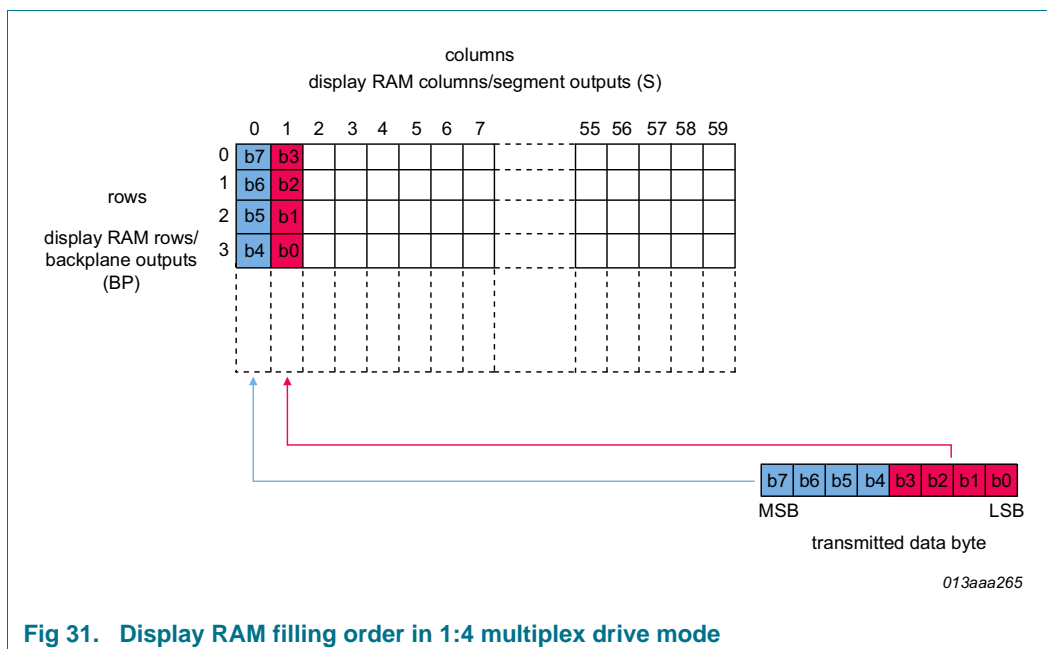 columns
display RAM columns/segment outputs (S)
0 1 2 3 4 5 6 7 55 56 57 58 59
0 b7 b3
1 b6 b2
rows
2 b5 b1
display RAM rows/
3 b4 b0
backplane outputs
(BP)
b7 b6 b5 b4 b3 b2 b1 b0
MSB LSB
transmitted data byte
013aaa265
Fig 31. Display RAM filling order in 1:4 multiplex drive mode